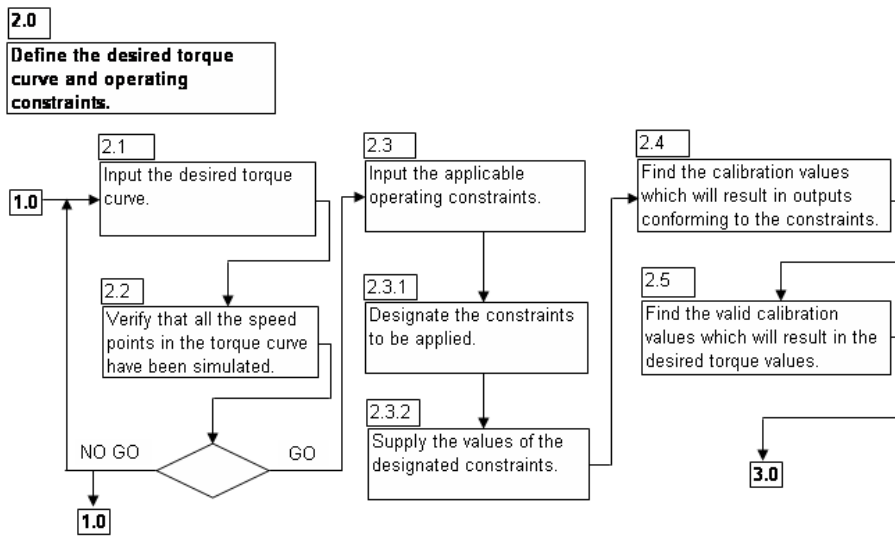 2.0
Define the desired torque
curve and operating
constraints.
2.1
Input the desired torque
curve.
1.0
2.2
Verify that all the speed
points in the torque curve
have been simulated.
NO GO
GO
1.0
2.3
Input the applicable
operating constraints.
2.3.1
Designate the constraints
to be applied.
2.3.2
Supply the values of the
designated constraints.
2.4
Find the calibration values
which will result in outputs
conforming to the constraints.
2.5
Find the valid calibration
values which will result in the
desired torque values.
3.0